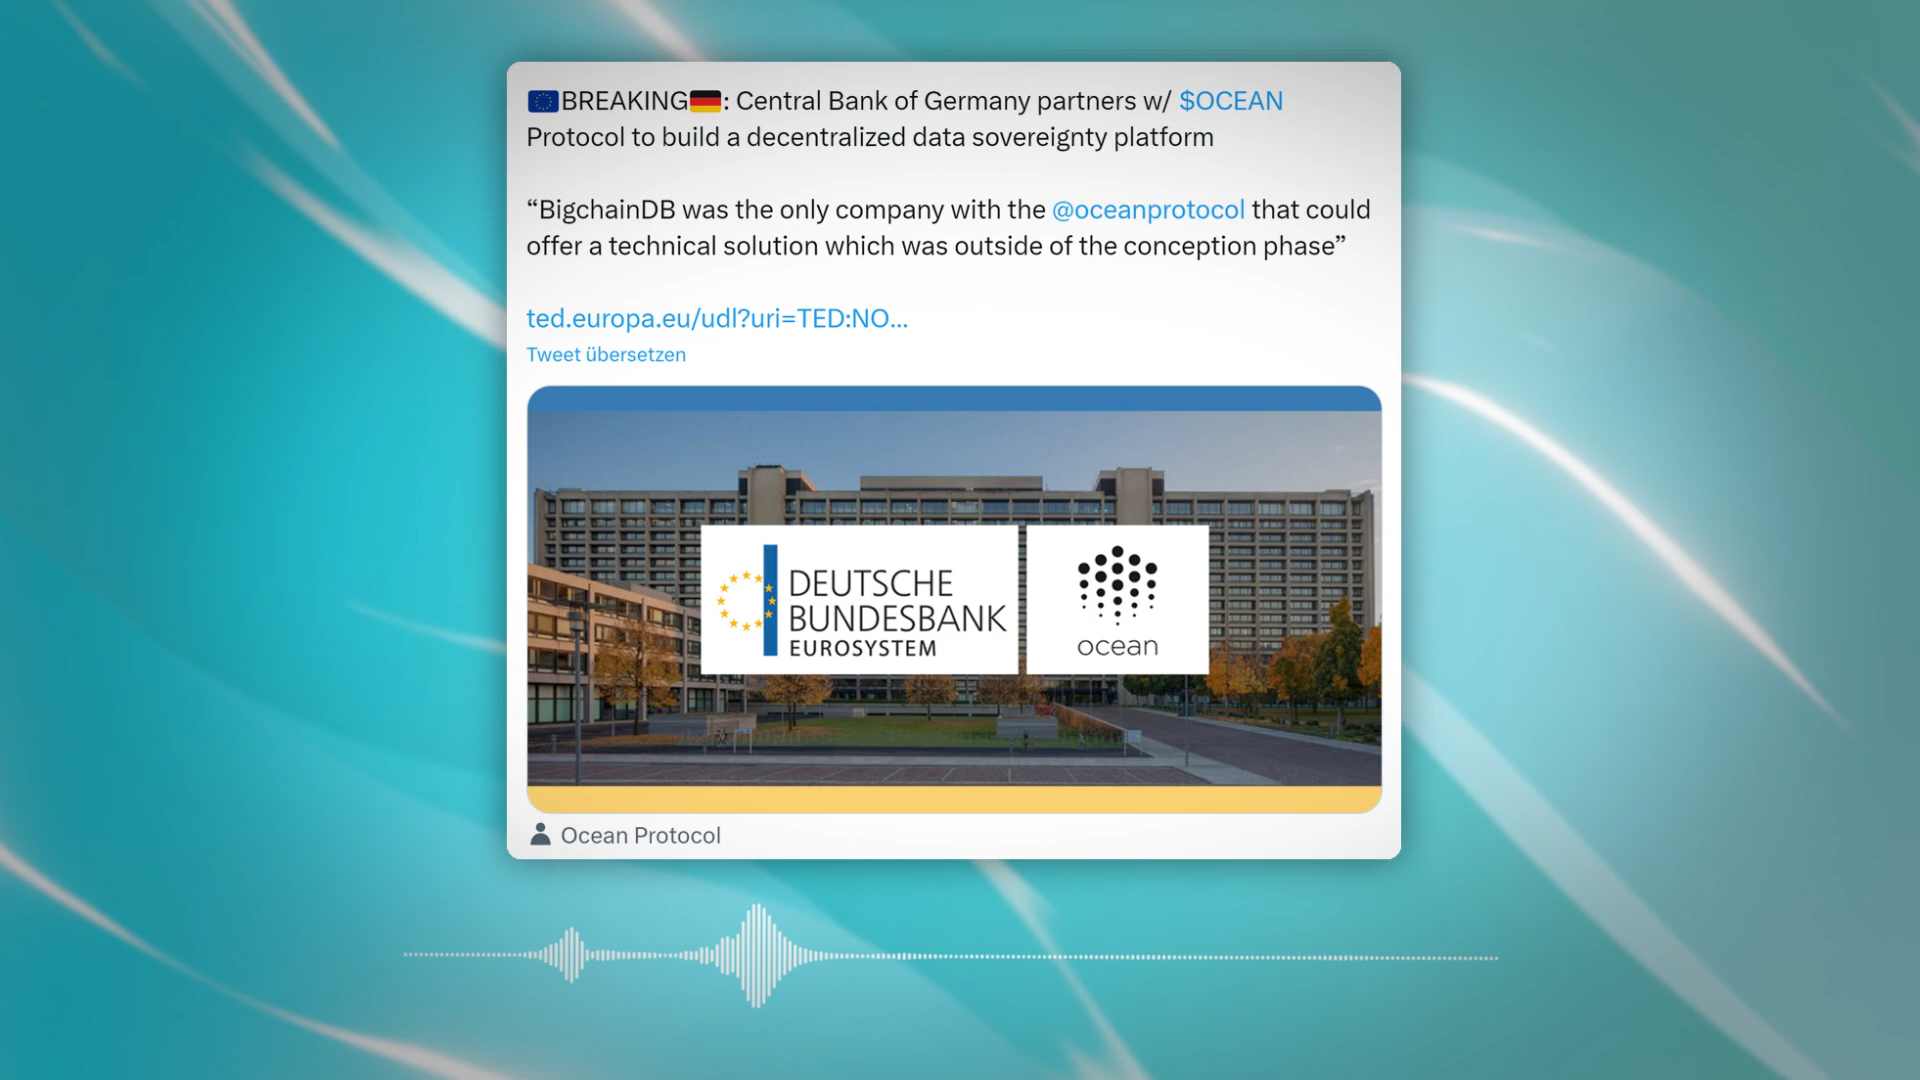 🇪🇺BREAKING🇩🇪: Central Bank of Germany partners w/ $OCEAN
Protocol to build a decentralized data sovereignty platform
“BigchainDB was the only company with the @oceanprotocol that could
offer a technical solution which was outside of the conception phase”
ted.europa.eu/udl?uri=TED:NO...
Tweet übersetzen
DEUTSCHE
BUNDESBANK
EUROSYSTEM
ocean
Ocean Protocol